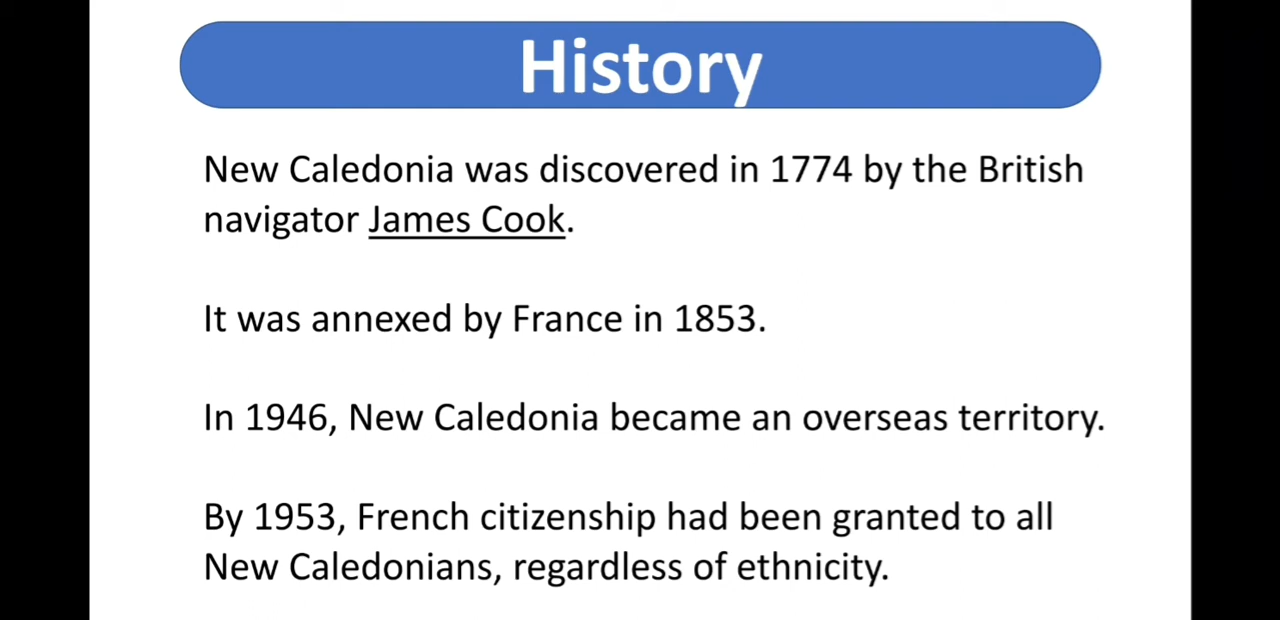 History
New Caledonia was discovered in 1774 by the British
navigator James Cook.
It was annexed by France in 1853.
In 1946, New Caledonia became an overseas territory.
By 1953, French citizenship had been granted to all
New Caledonians, regardless of ethnicity.